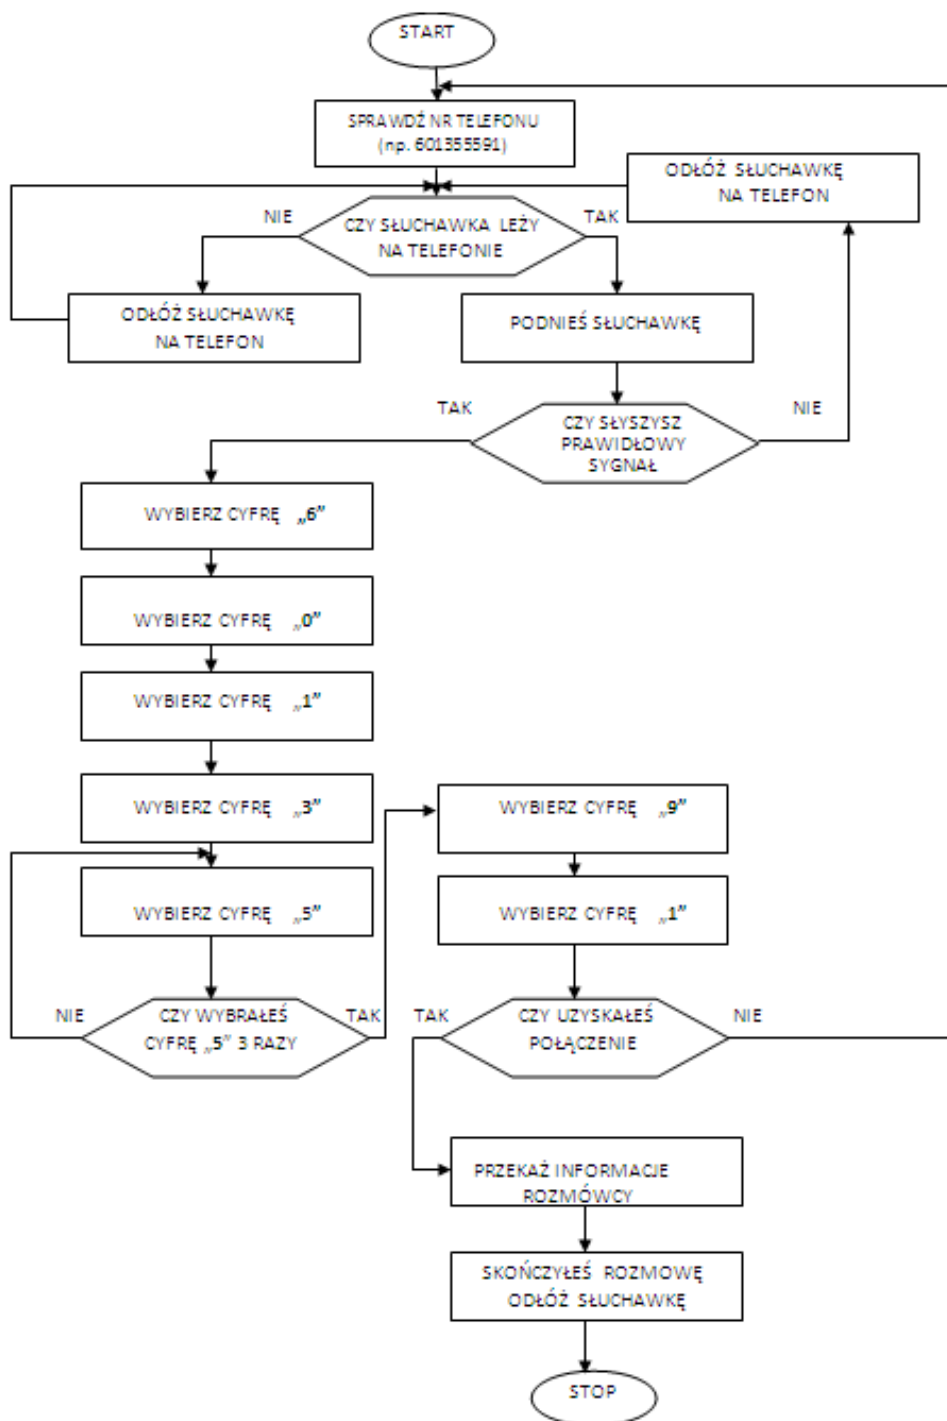 START
SPRAWDŹ NR TELEFONU
(np. 601355591)
ODŁÓŻ SŁUCHAWKĘ
NA TELEFON
NIE
CZY SŁUCHAWKA LEŻY
NA TELEFONIE
TAK
ODŁÓŻ SŁUCHAWKĘ
NA TELEFON
PODNIEŚ SŁUCHAWKĘ
TAK
CZY SŁYSZYSZ
PRAWIDŁOWY
SYGNAŁ
NIE
WYBIERZ CYFRĘ „6”
WYBIERZ CYFRĘ „0”
WYBIERZ CYFRĘ „1”
WYBIERZ CYFRĘ „3”
WYBIERZ CYFRĘ „5”
NIE
CZY WYBRAŁEŚ
CYFRĘ „5” 3 RAZY
TAK
WYBIERZ CYFRĘ „9”
WYBIERZ CYFRĘ „1”
TAK
CZY UZYSKAŁEŚ
POŁĄCZENIE
NIE
PRZEKAŻ INFORMACJE
ROZMÓWCY
SKOŃCZYŁEŚ ROZMOWĘ
ODŁÓŻ SŁUCHAWKĘ
STOP